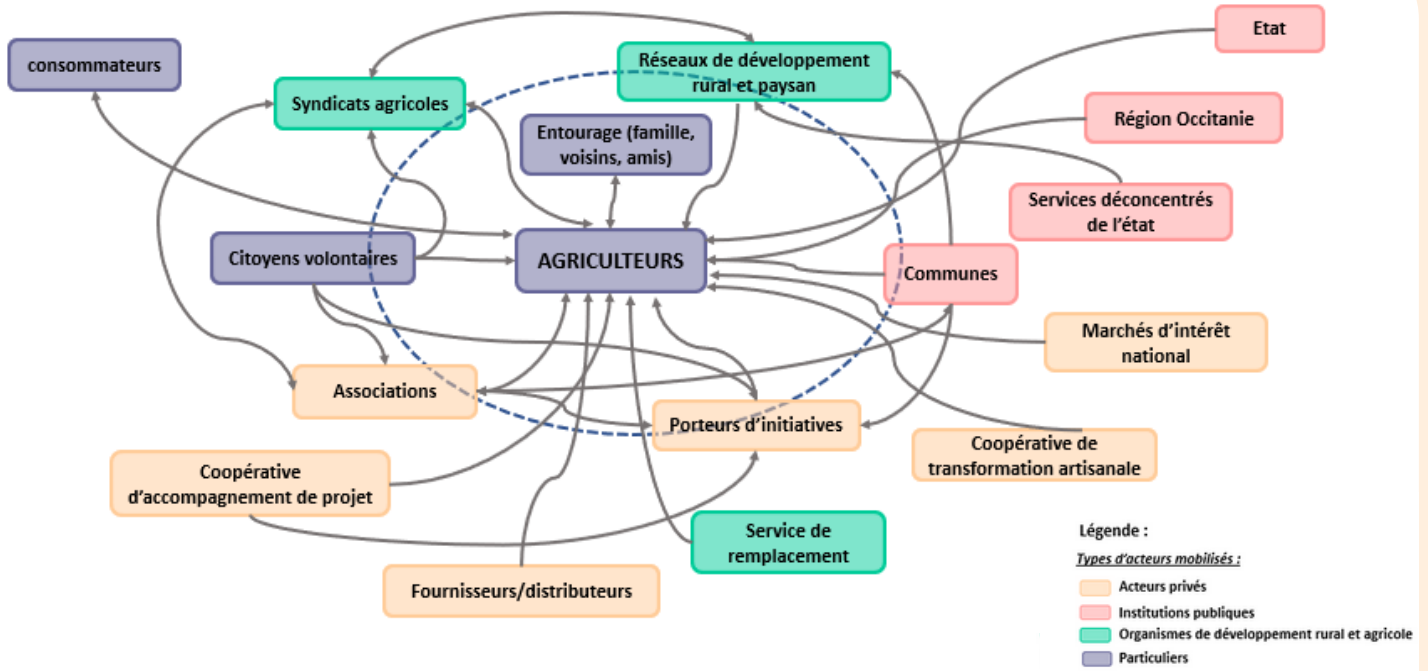 Etat
consommateurs
Réseaux de développement
rural et paysan
Syndicats agricoles
Région Occitanie
Entourage (famille,
voisins, amis)
Services déconcentrés
de l'état
Citoyens volontaires
AGRICULTEURS
Communes
Marchés d'intérêt
national
Associations
Porteurs d'initiatives
Coopérative de
transformation artisanale
Coopérative
d'accompagnement de projet
Service de
remplacement
Fournisseurs/distributeurs
Légende :
Types d'acteurs mobilisés :
Acteurs privés
Institutions publiques
Organismes de développement rural et agricole
Particuliers